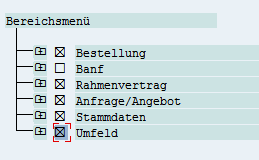 Bereichsmenü
Bestellung
Banf
Rahmenvertrag
Anfrage/Angebot
Stammdaten
Umfeld